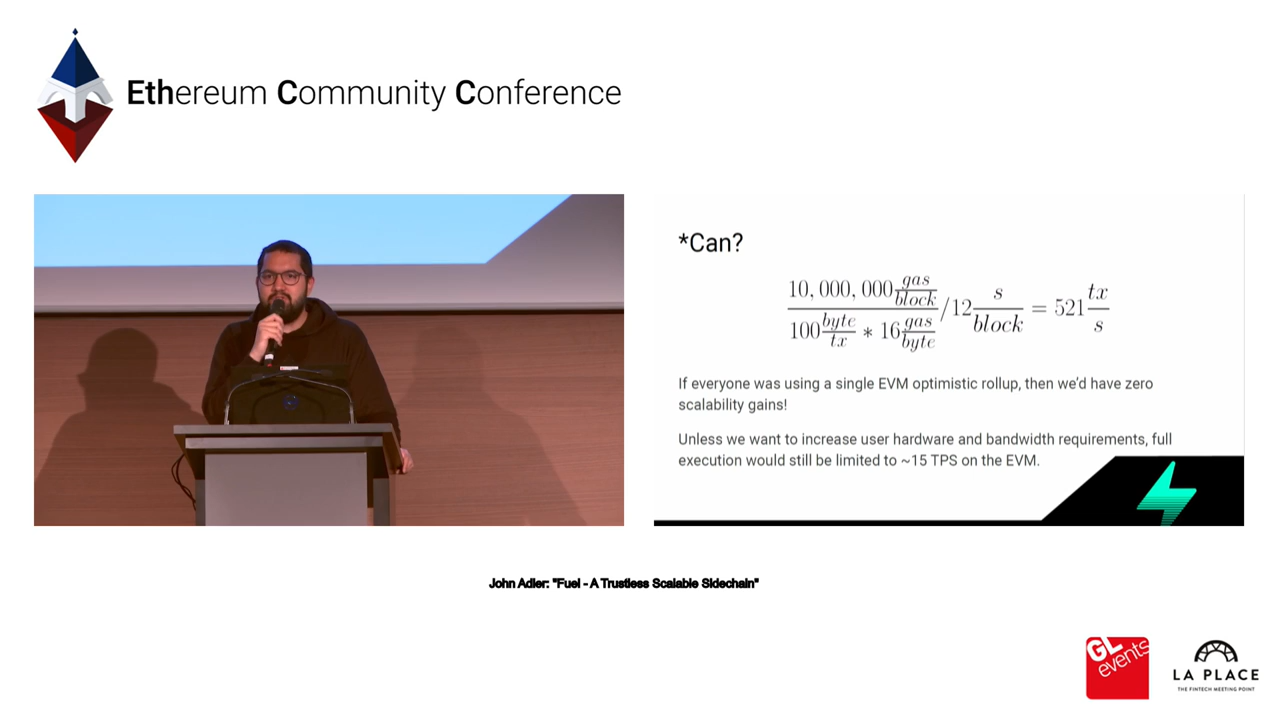 Ethereum Community Conference
*Can?
10,000,000 gas/block / 100 byte/tx * 16 gas/byte / 12 s/block = 521 tx/s
If everyone was using a single EVM optimistic rollup, then we'd have zero
scalability gains!
Unless we want to increase user hardware and bandwidth requirements, full
execution would still be limited to ~15 TPS on the EVM.
John Adler: "Fuel - A Trustless Scalable Sidechain"
GL
events
LA PLACE
THE FINTECH MEETING POINT